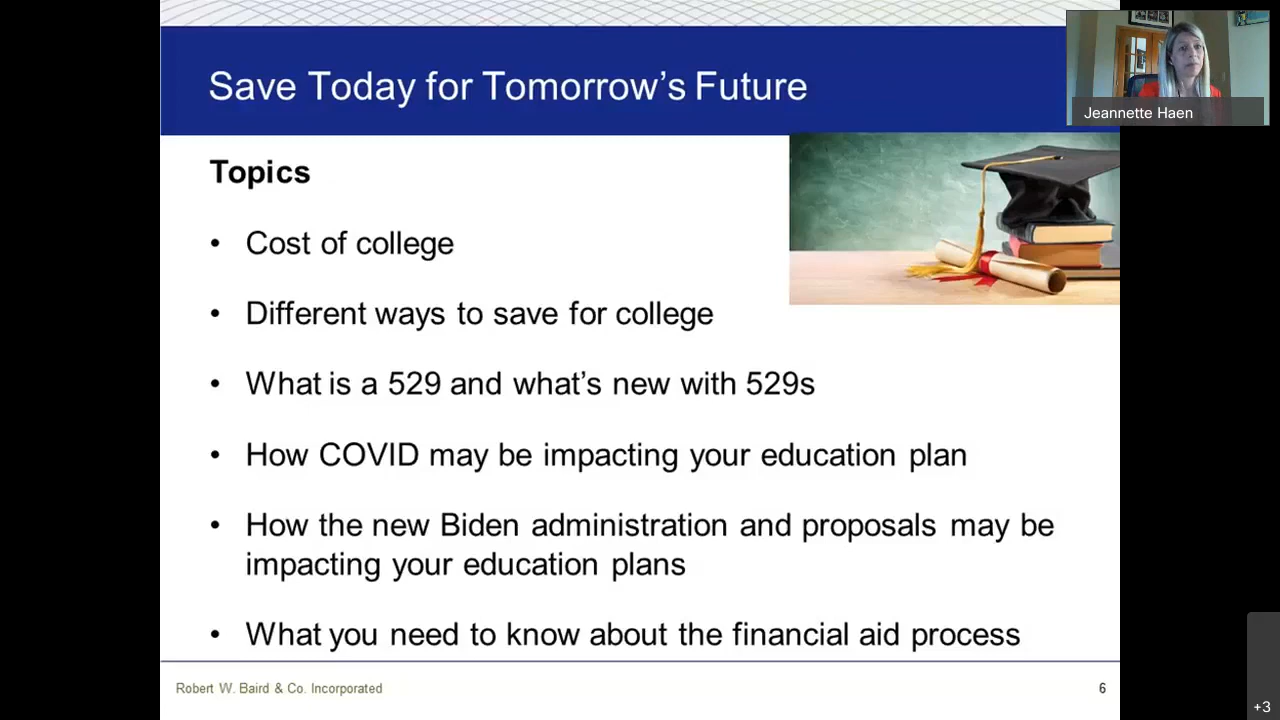 Save Today for Tomorrow’s Future
Jeannette Haen
Topics
• Cost of college
• Different ways to save for college
• What is a 529 and what’s new with 529s
• How COVID may be impacting your education plan
• How the new Biden administration and proposals may be
impacting your education plans
• What you need to know about the financial aid process
Robert W. Baird & Co. Incorporated
6
+3